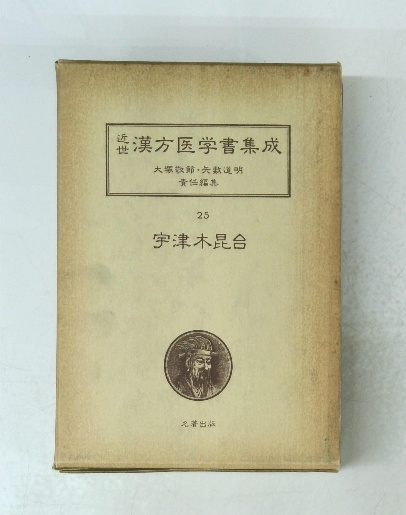 近世 漢方医学書集成
大塚敬節・矢数道明
責任編集
25
宇津木昆台
名著出版